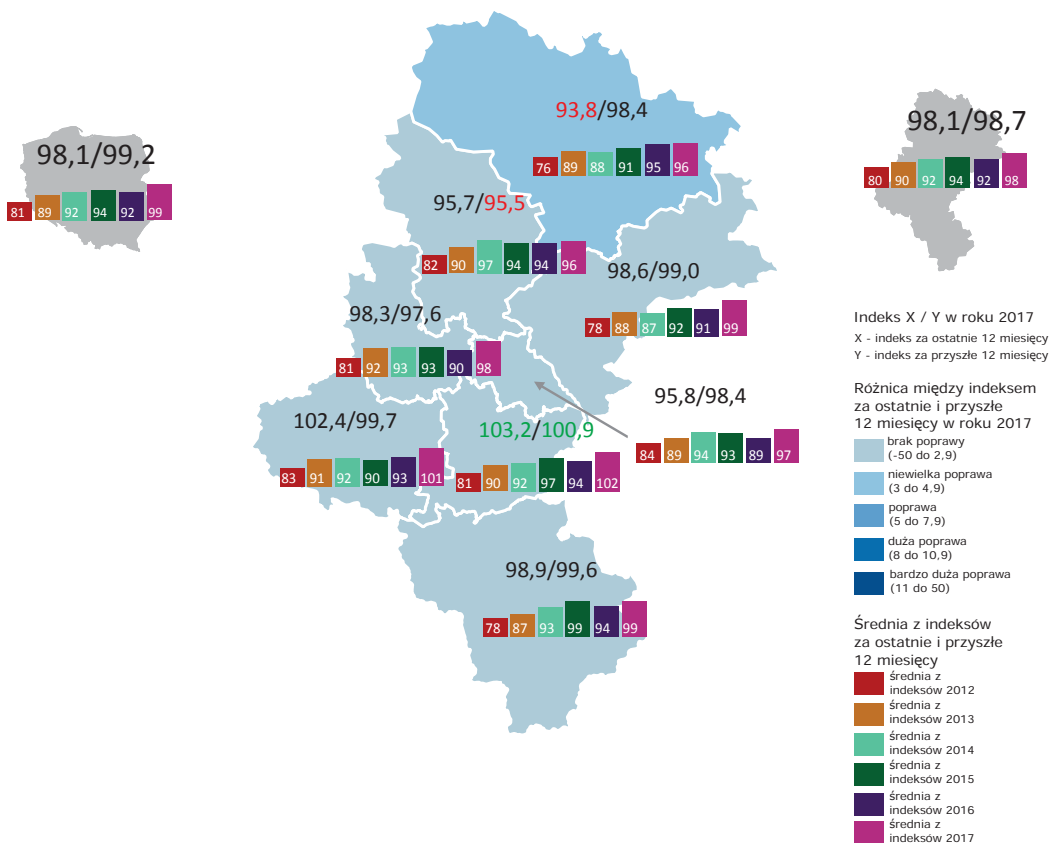 98,1/99,2
81 89 92 94 92 99
93,8/98,4
76 89 88 91 95 96
98,1/98,7
80 90 92 94 92 98
95,7/95,5
82 90 97 94 94 96
98,6/99,0
78 88 87 92 91 99
98,3/97,6
81 92 93 93 90 98
95,8/98,4
84 89 94 93 89 97
102,4/99,7
83 91 92 90 93 101
103,2/100,9
81 90 92 97 94 102
98,9/99,6
78 87 93 99 94 99
Indeks X / Y w roku 2017
X - indeks za ostatnie 12 miesięcy
Y - indeks za przyszłe 12 miesięcy
Różnica między indeksem
za ostatnie i przyszłe
12 miesięcy w roku 2017
brak poprawy
(-50 do 2,9)
niewielka poprawa
(3 do 4,9)
poprawa
(5 do 7,9)
duża poprawa
(8 do 10,9)
bardzo duża poprawa
(11 do 50)
Średnia z indeksów
za ostatnie i przyszłe
12 miesięcy
średnia z
indeksów 2012
średnia z
indeksów 2013
średnia z
indeksów 2014
średnia z
indeksów 2015
średnia z
indeksów 2016
średnia z
indeksów 2017